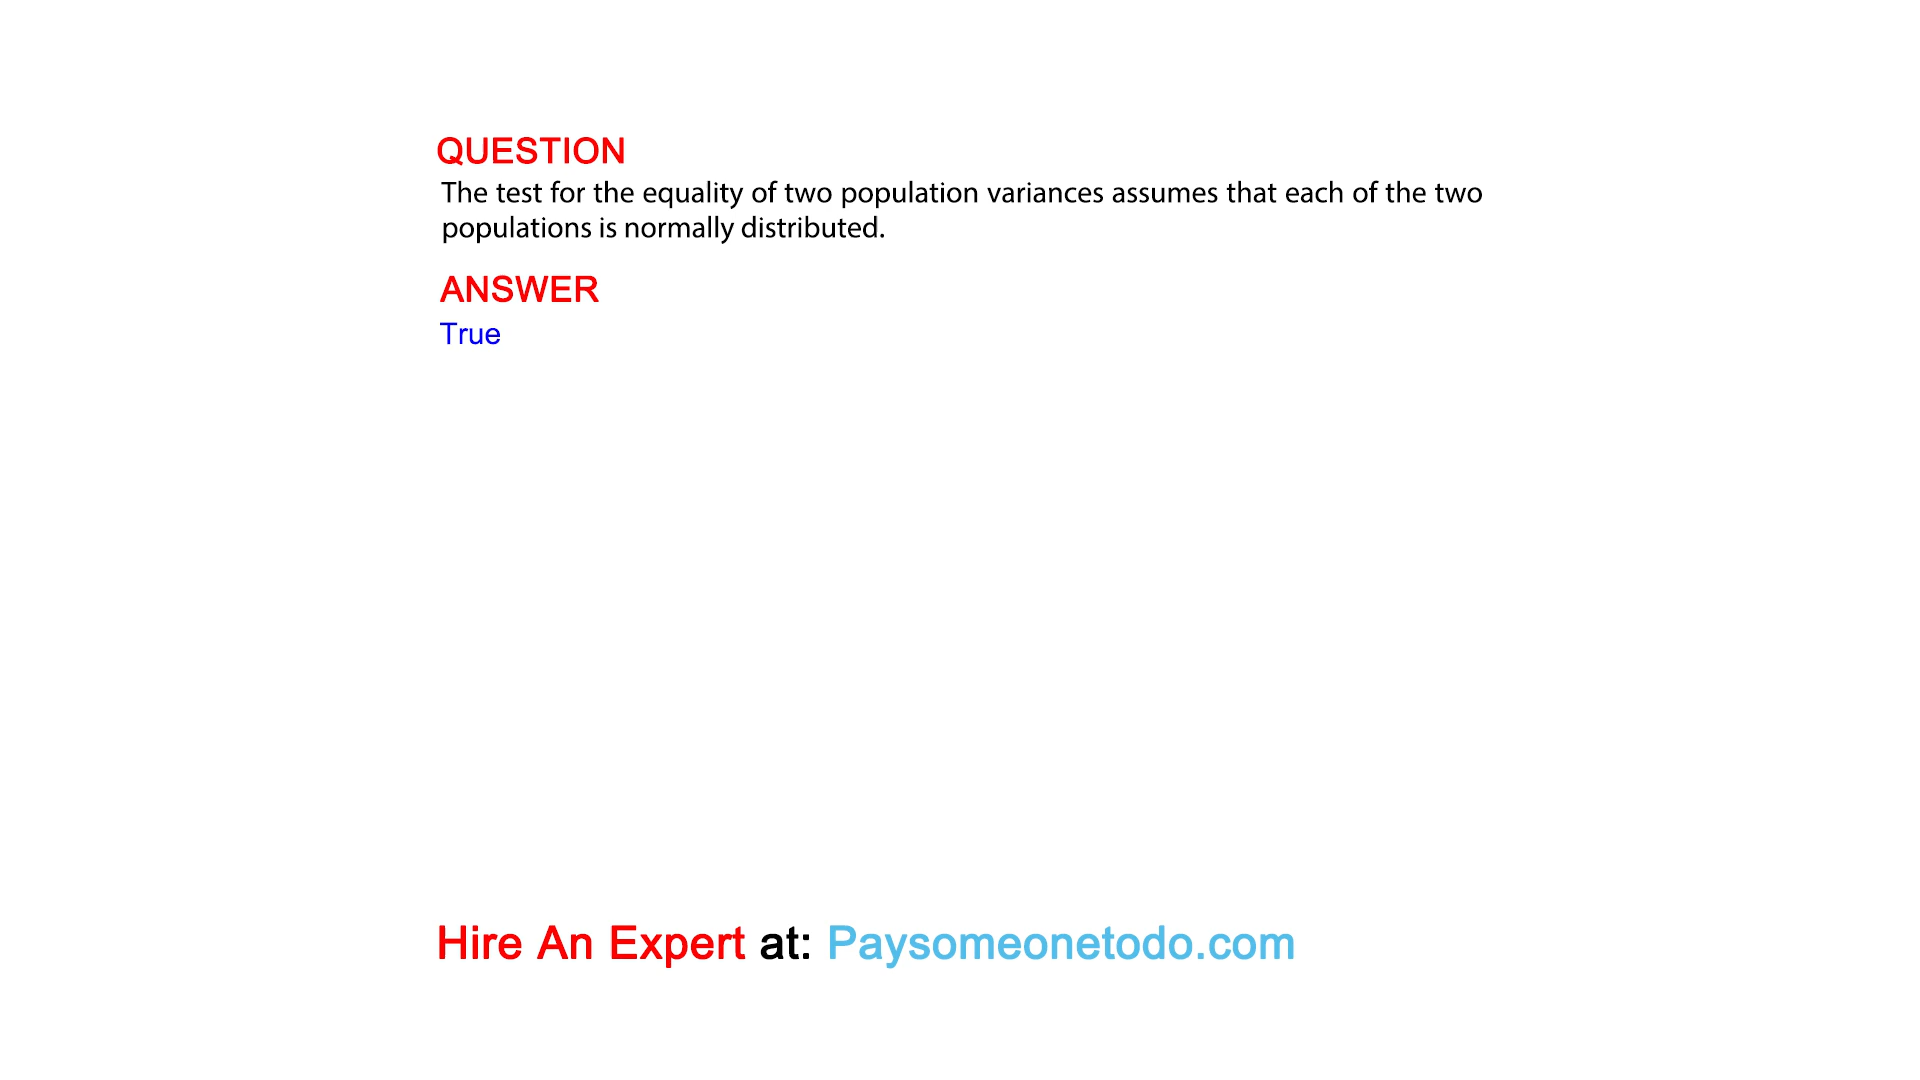 QUESTION
The test for the equality of two population variances assumes that each of the two
populations is normally distributed.
ANSWER
True
Hire An Expert at: Paysomeonetodo.com